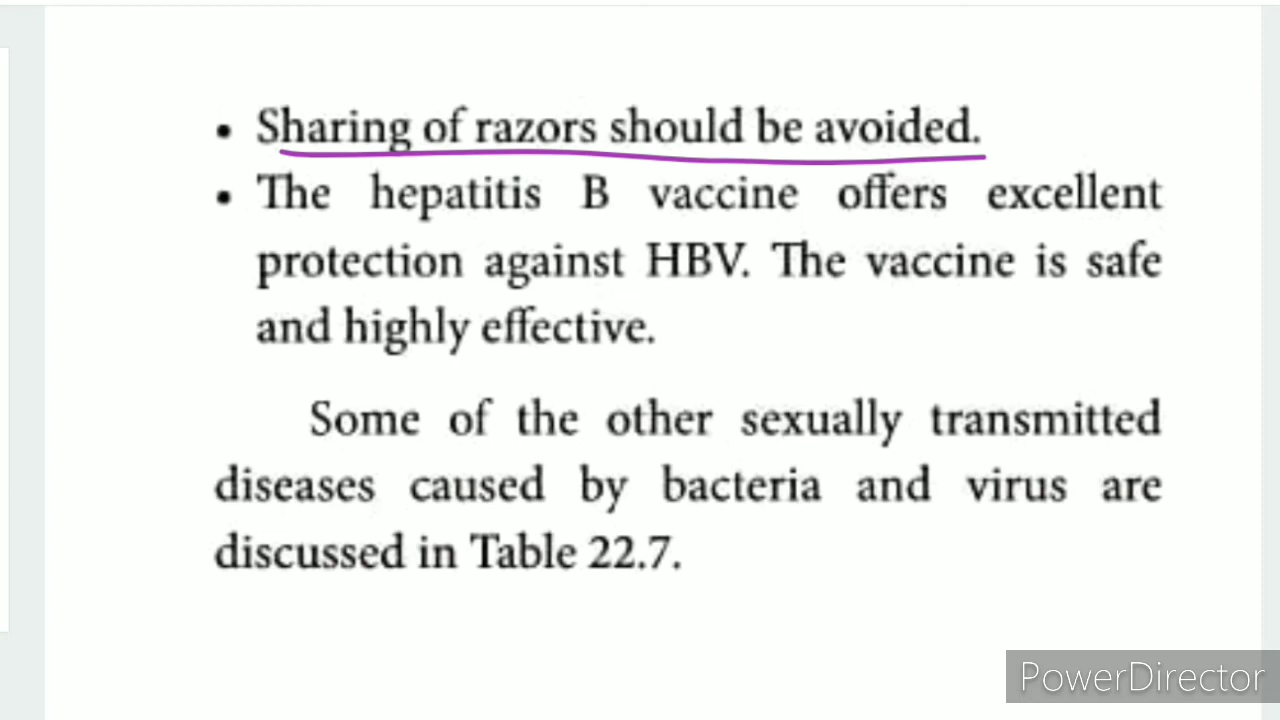 • Sharing of razors should be avoided.
• The hepatitis B vaccine offers excellent
protection against HBV. The vaccine is safe
and highly effective.
Some of the other sexually transmitted
diseases caused by bacteria and virus are
discussed in Table 22.7.
PowerDirector